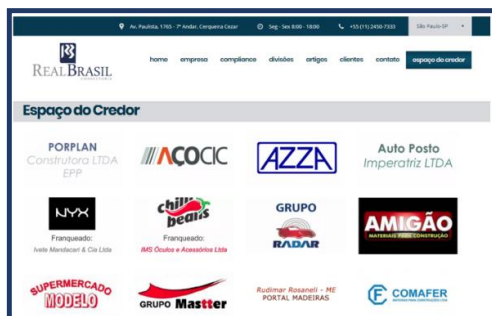 Av. Paulista, 1765 - 7º Andar, Cerqueira Cezar
Seg - Sex 8:00 - 18:00
+55 (11) 2450-7333
São Paulo-SP
REALBRASIL
CONSULTORIA
home empresa compliance divisões artigos clientes contato espaço do credor
Espaço do Credor
PORPLAN
Construtora LTDA
EPP
AÇOCIC
AZZA
Auto Posto
Imperatriz LTDA
NYX
Franqueado:
Ivete Mandacari & Cia Ltda
chilli
beans
Franqueado:
IMS Óculos e Acessórios Ltda
GRUPO
RADAR
AMIGÃO
MATERIAIS PARA CONSTRUÇÃO
SUPERMERCADO
MODELO
GRUPO Mastter
Rudimar Rosaneli - ME
PORTAL MADEIRAS
COMAFER